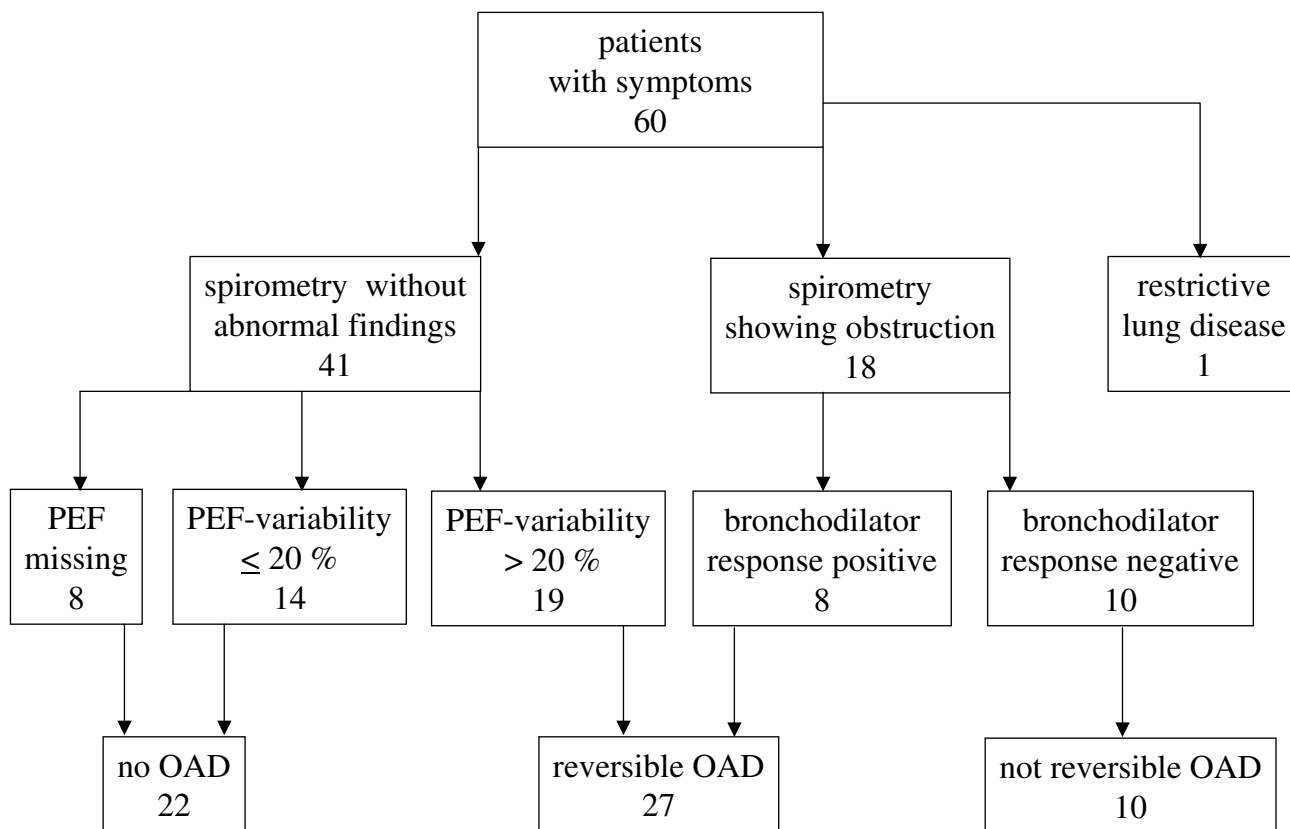 patients
with symptoms
60
spirometry without
abnormal findings
41
spirometry
showing obstruction
18
restrictive
lung disease
1
PEF
missing
8
PEF-variability
≤ 20 %
14
PEF-variability
> 20 %
19
bronchodilator
response positive
8
bronchodilator
response negative
10
no OAD
22
reversible OAD
27
not reversible OAD
10